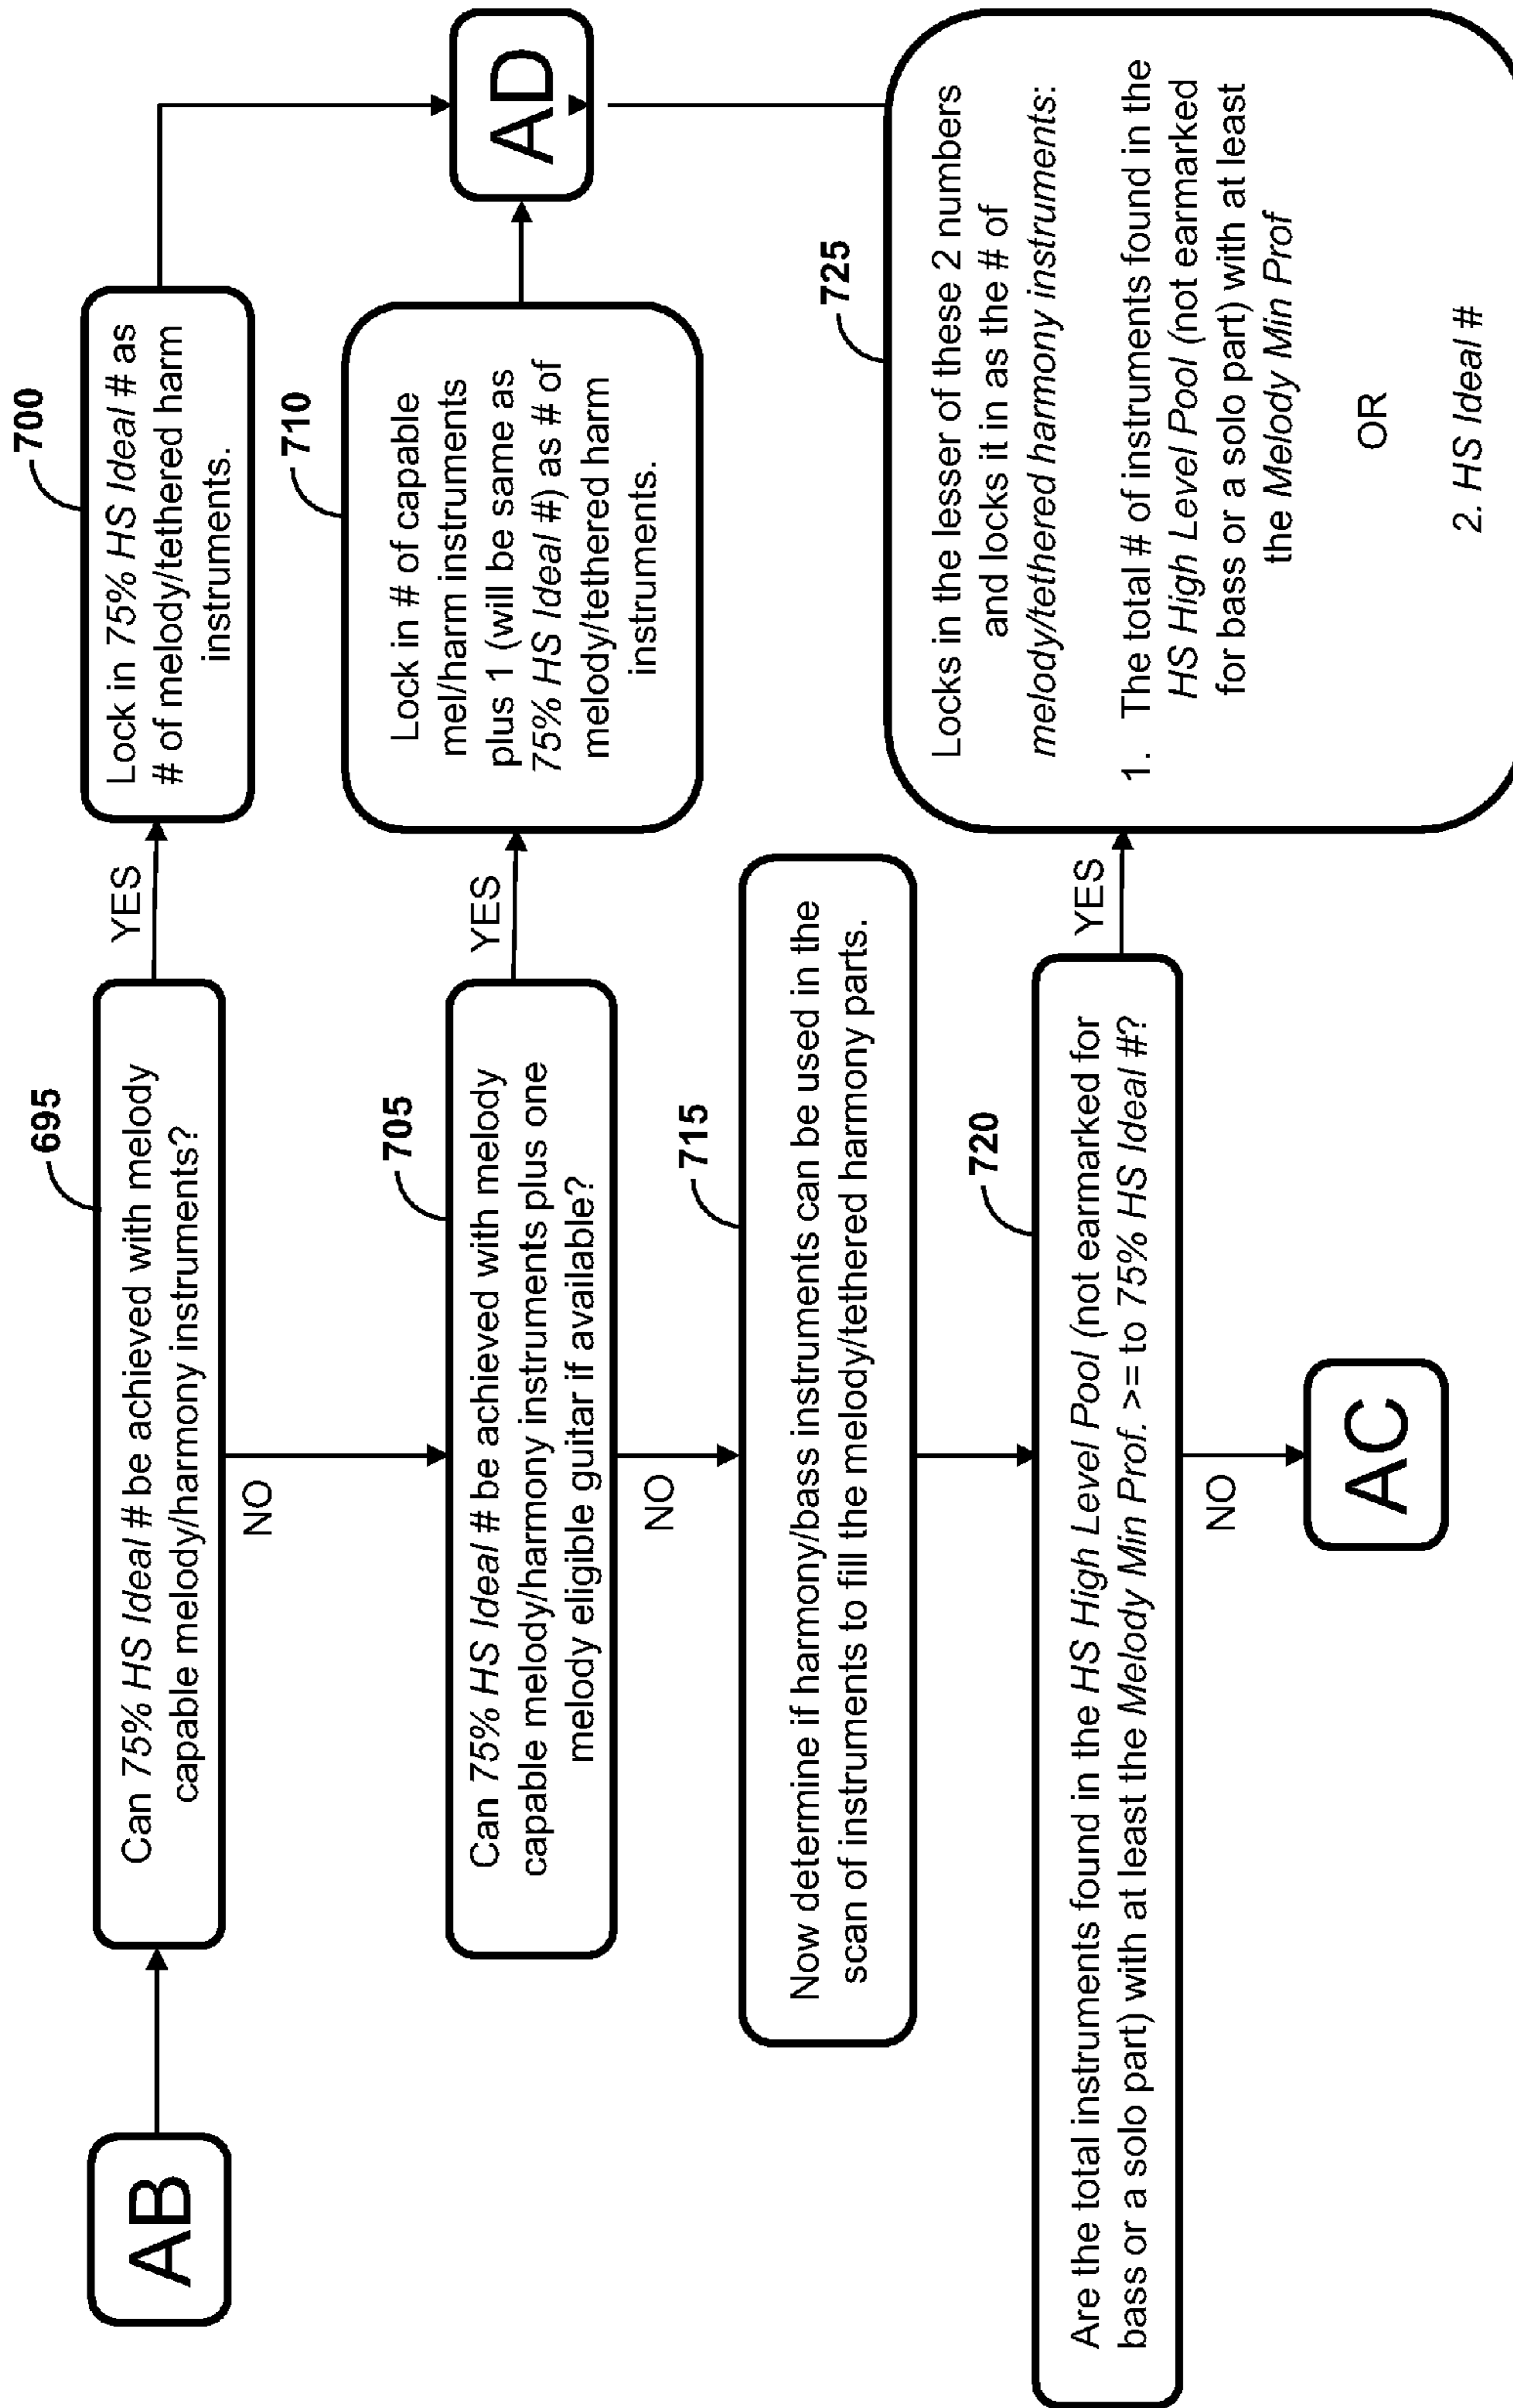 AB
695
Can 75% HS Ideal # be achieved with melody
capable melody/harmony instruments?
YES
700
Lock in 75% HS Ideal # as
# of melody/tethered harm
instruments.
NO
705
Can 75% HS Ideal # be achieved with melody
capable melody/harmony instruments plus one
melody eligible guitar if available?
YES
710
Lock in # of capable
mel/harm instruments
plus 1 (will be same as
75% HS Ideal #) as # of
melody/tethered harm
instruments.
AD
NO
715
Now determine if harmony/bass instruments can be used in the
scan of instruments to fill the melody/tethered harmony parts.
720
Are the total instruments found in the HS High Level Pool (not earmarked for
bass or a solo part) with at least the Melody Min Prof. >= to 75% HS Ideal #?
YES
725
Locks in the lesser of these 2 numbers
and locks it in as the # of
melody/tethered harmony instruments:
1. The total # of instruments found in the
HS High Level Pool (not earmarked
for bass or a solo part) with at least
the Melody Min Prof
OR
2. HS Ideal #
NO
AC